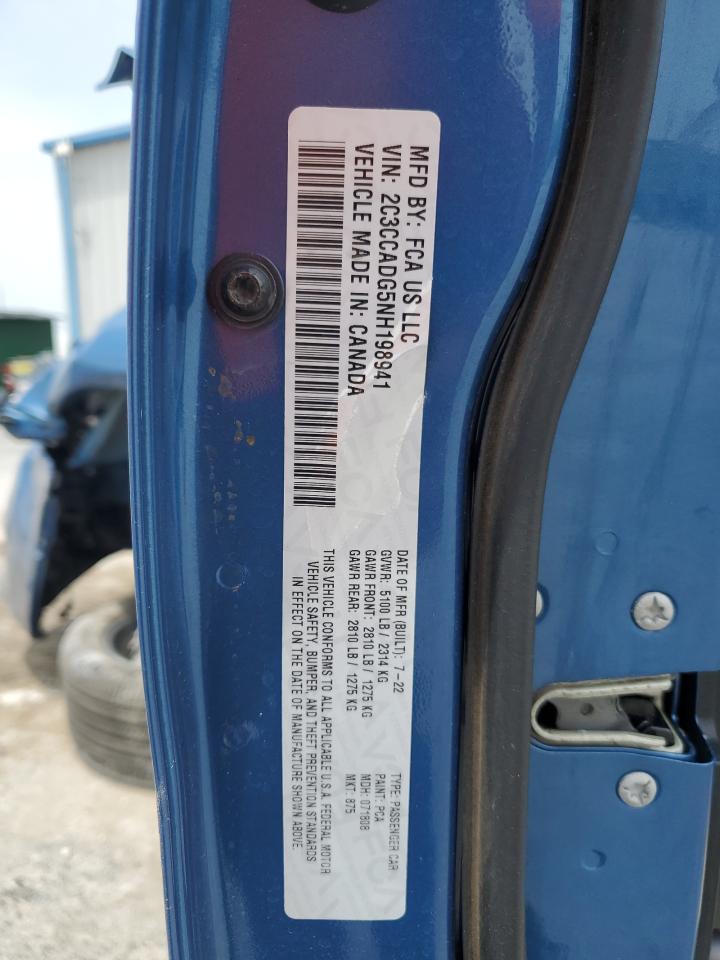 MFD BY: FCA US LLC
VIN: 2C3CCADG5NH198941
VEHICLE MADE IN: CANADA
DATE OF MFR (BUILT): 7-22
GVWR: 5100 LB / 2314 KG
GAWR FRONT: 2810 LB / 1275 KG
GAWR REAR: 2810 LB / 1275 KG
THIS VEHICLE CONFORMS TO ALL APPLICABLE U.S.A. FEDERAL MOTOR
VEHICLE SAFETY, BUMPER, AND THEFT PREVENTION STANDARDS
IN EFFECT ON THE DATE OF MANUFACTURE SHOWN ABOVE.
TYPE: PASSENGER CAR
PAINT: PCA
MDH: 071808
MKT: 875